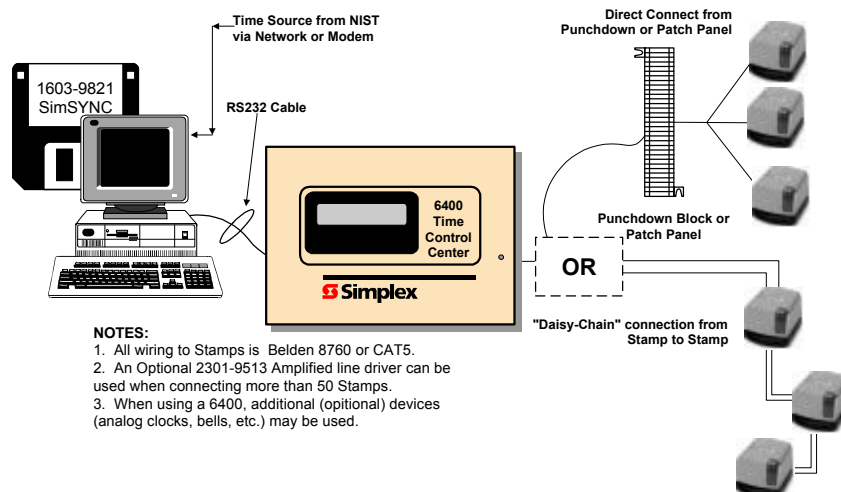 Time Source from NIST
via Network or Modem
Direct Connect from
Punchdown or Patch Panel
1603-9821
SimSYNC
RS232 Cable
6400
Time
Control
Center
Simplex
Punchdown Block or
Patch Panel
OR
"Daisy-Chain" connection from
Stamp to Stamp
NOTES:
1. All wiring to Stamps is Belden 8760 or CAT5.
2. An Optional 2301-9513 Amplified line driver can be
used when connecting more than 50 Stamps.
3. When using a 6400, additional (opitional) devices
(analog clocks, bells, etc.) may be used.